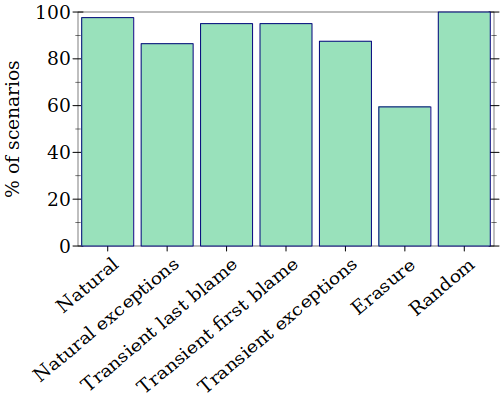 % of scenarios
100
80
60
40
20
0
Natural
Natural exceptions
Transient last blame
Transient first blame
Transient exceptions
Erasure
Random